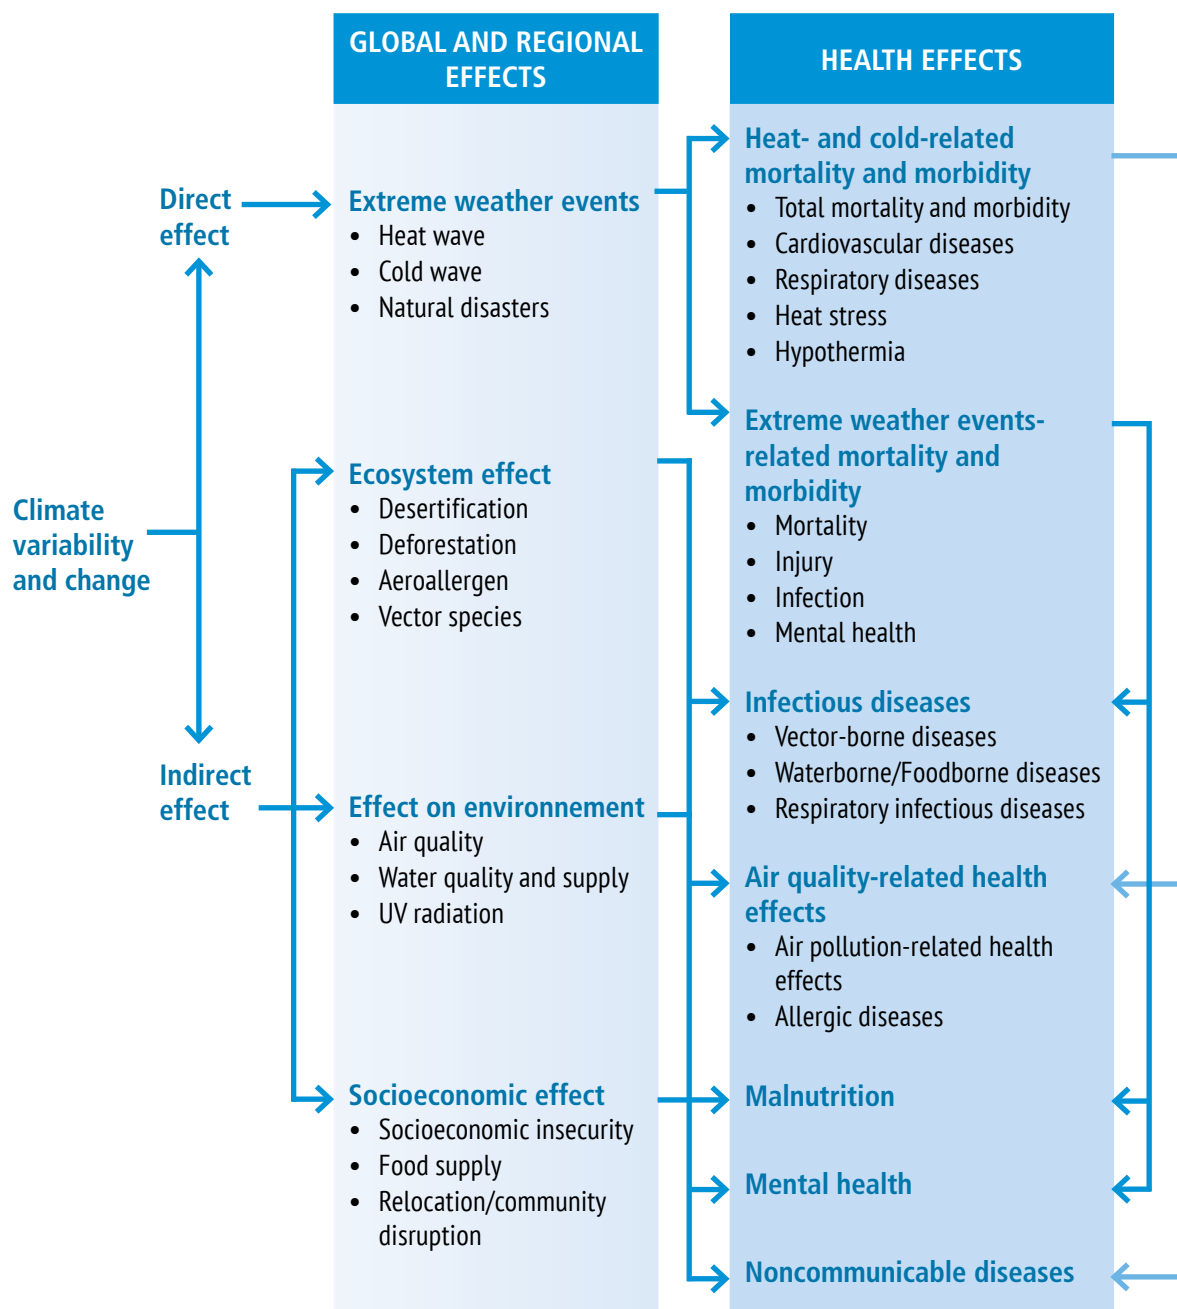 GLOBAL AND REGIONAL
EFFECTS
HEALTH EFFECTS
Climate
variability
and change
Direct
effect
Indirect
effect
Extreme weather events
• Heat wave
• Cold wave
• Natural disasters
Ecosystem effect
• Desertification
• Deforestation
• Aeroallergen
• Vector species
Effect on environnement
• Air quality
• Water quality and supply
• UV radiation
Socioeconomic effect
• Socioeconomic insecurity
• Food supply
• Relocation/community
disruption
Heat- and cold-related
mortality and morbidity
• Total mortality and morbidity
• Cardiovascular diseases
• Respiratory diseases
• Heat stress
• Hypothermia
Extreme weather events-
related mortality and
morbidity
• Mortality
• Injury
• Infection
• Mental health
Infectious diseases
• Vector-borne diseases
• Waterborne/Foodborne diseases
• Respiratory infectious diseases
Air quality-related health
effects
• Air pollution-related health
effects
• Allergic diseases
Malnutrition
Mental health
Noncommunicable diseases